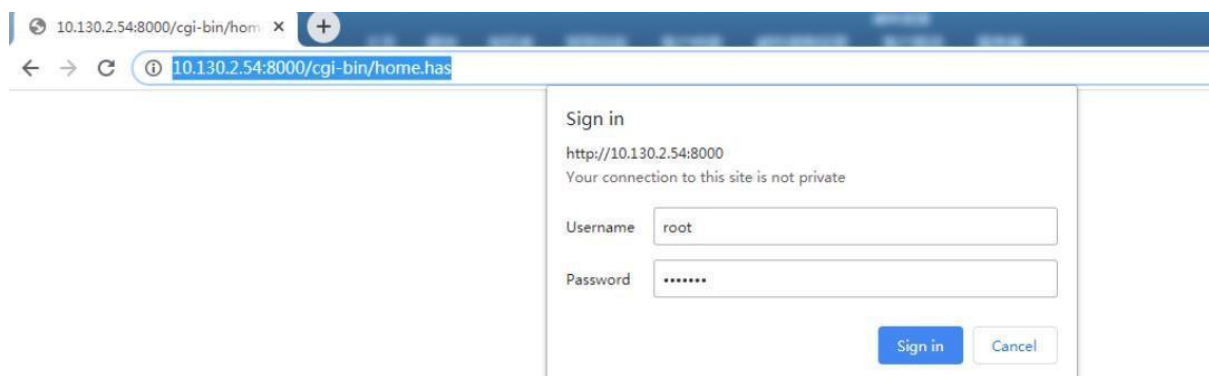 10.130.2.54:8000/cgi-bin/hom
10.130.2.54:8000/cgi-bin/home.has
Sign in
http://10.130.2.54:8000
Your connection to this site is not private
Username root
Password •••••••
Sign in Cancel